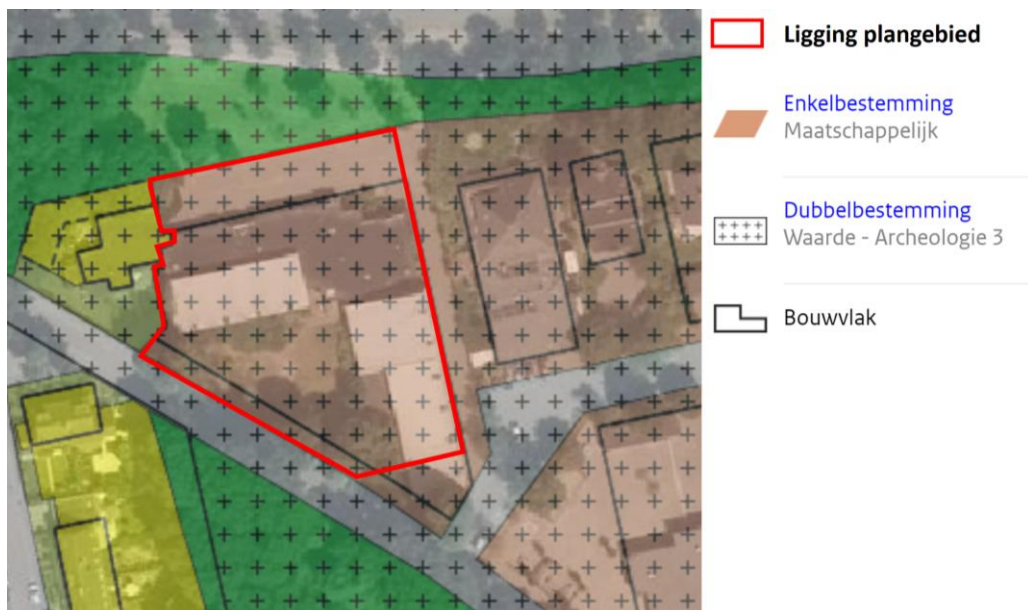 Ligging plangebied
Enkelbestemming
Maatschappelijk
Dubbelbestemming
Waarde - Archeologie 3
Bouwvlak